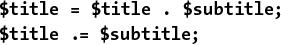 $title = $title . $subtitle;
$title .= $subtitle;